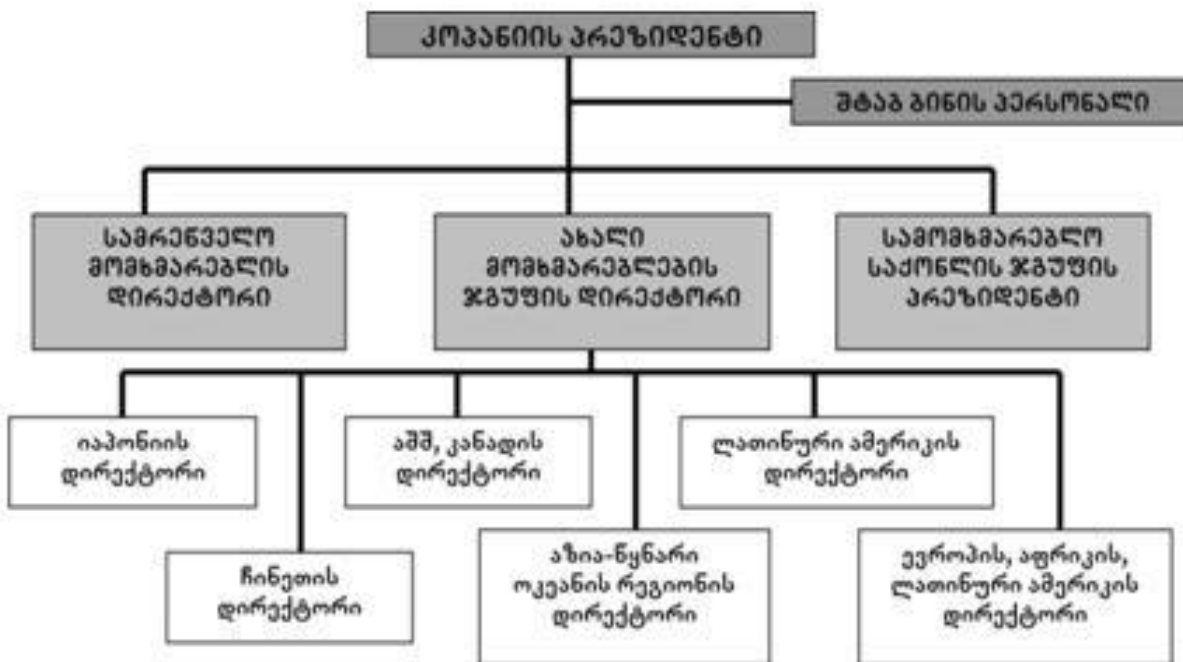 კოპანიის პრეზიდენტი
შტაბ ბინის პერსონალი
სამრეწველო
მომხმარებლის
დირექტორი
ახალი
მომხმარებლების
ჯგუფის დირექტორი
სამომხმარებლო
საქონლის ჯგუფის
პრეზიდენტი
იაპონიის
დირექტორი
აშშ, კანადის
დირექტორი
ლათინური ამერიკის
დირექტორი
ჩინეთის
დირექტორი
აზია-წყნარი
ოკეანის რეგიონის
დირექტორი
ევროპის, აფრიკის,
ლათინური ამერიკის
დირექტორი